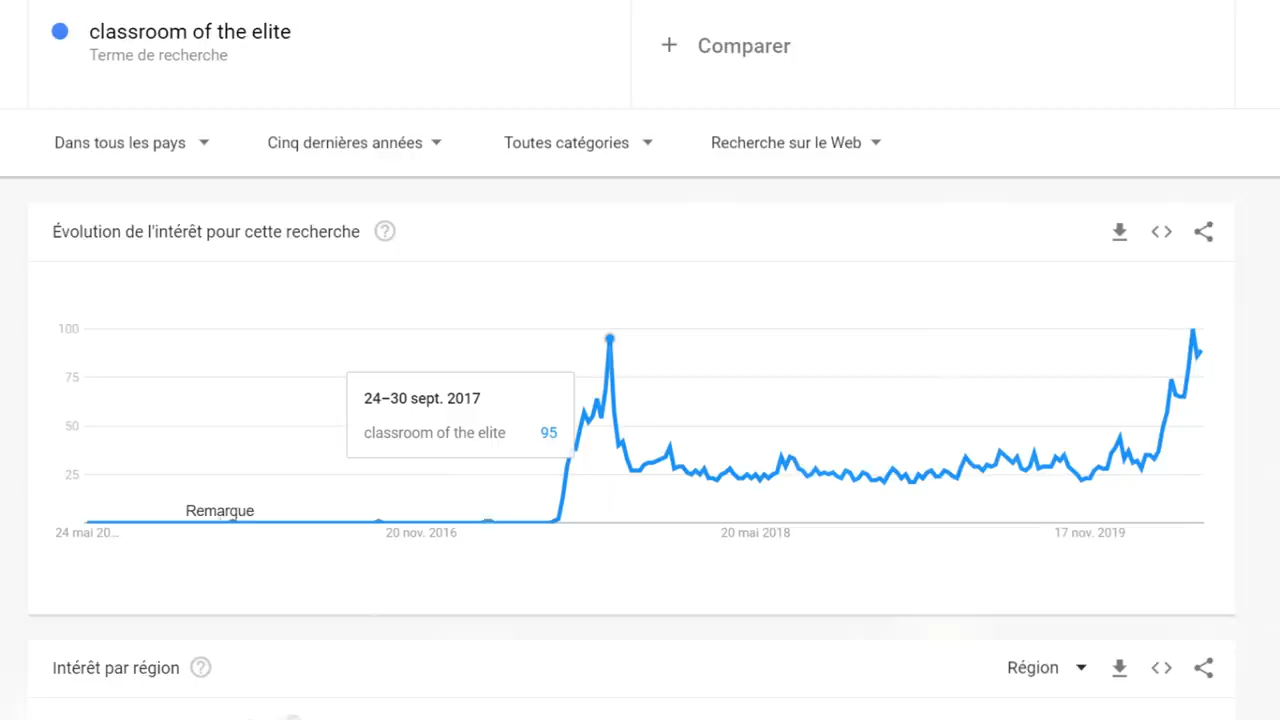 classroom of the elite
Terme de recherche
+ Comparer
Dans tous les pays
Cinq dernières années
Toutes catégories
Recherche sur le Web
Évolution de l'intérêt pour cette recherche ?
100
75
50
25
24–30 sept. 2017
classroom of the elite 95
Remarque
24 mai 20...
20 nov. 2016
20 mai 2018
17 nov. 2019
Intérêt par région ?
Région